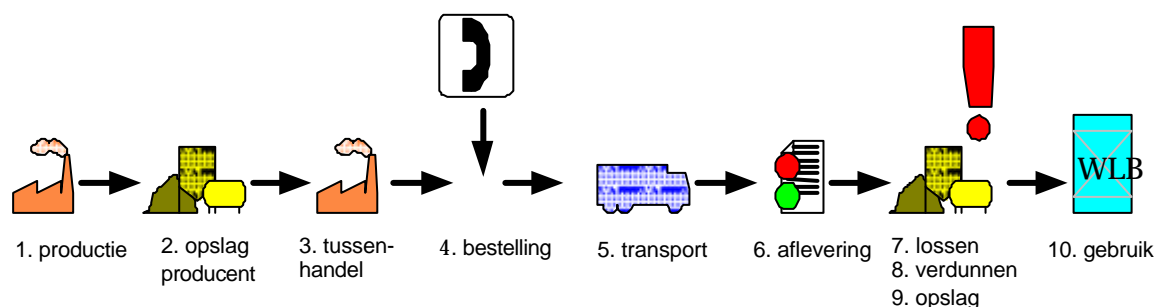 WLB
1. productie
2. opslag
producent
3. tussen-
handel
4. bestelling
5. transport
6. aflevering
7. lossen
8. verdunnen
9. opslag
10. gebruik